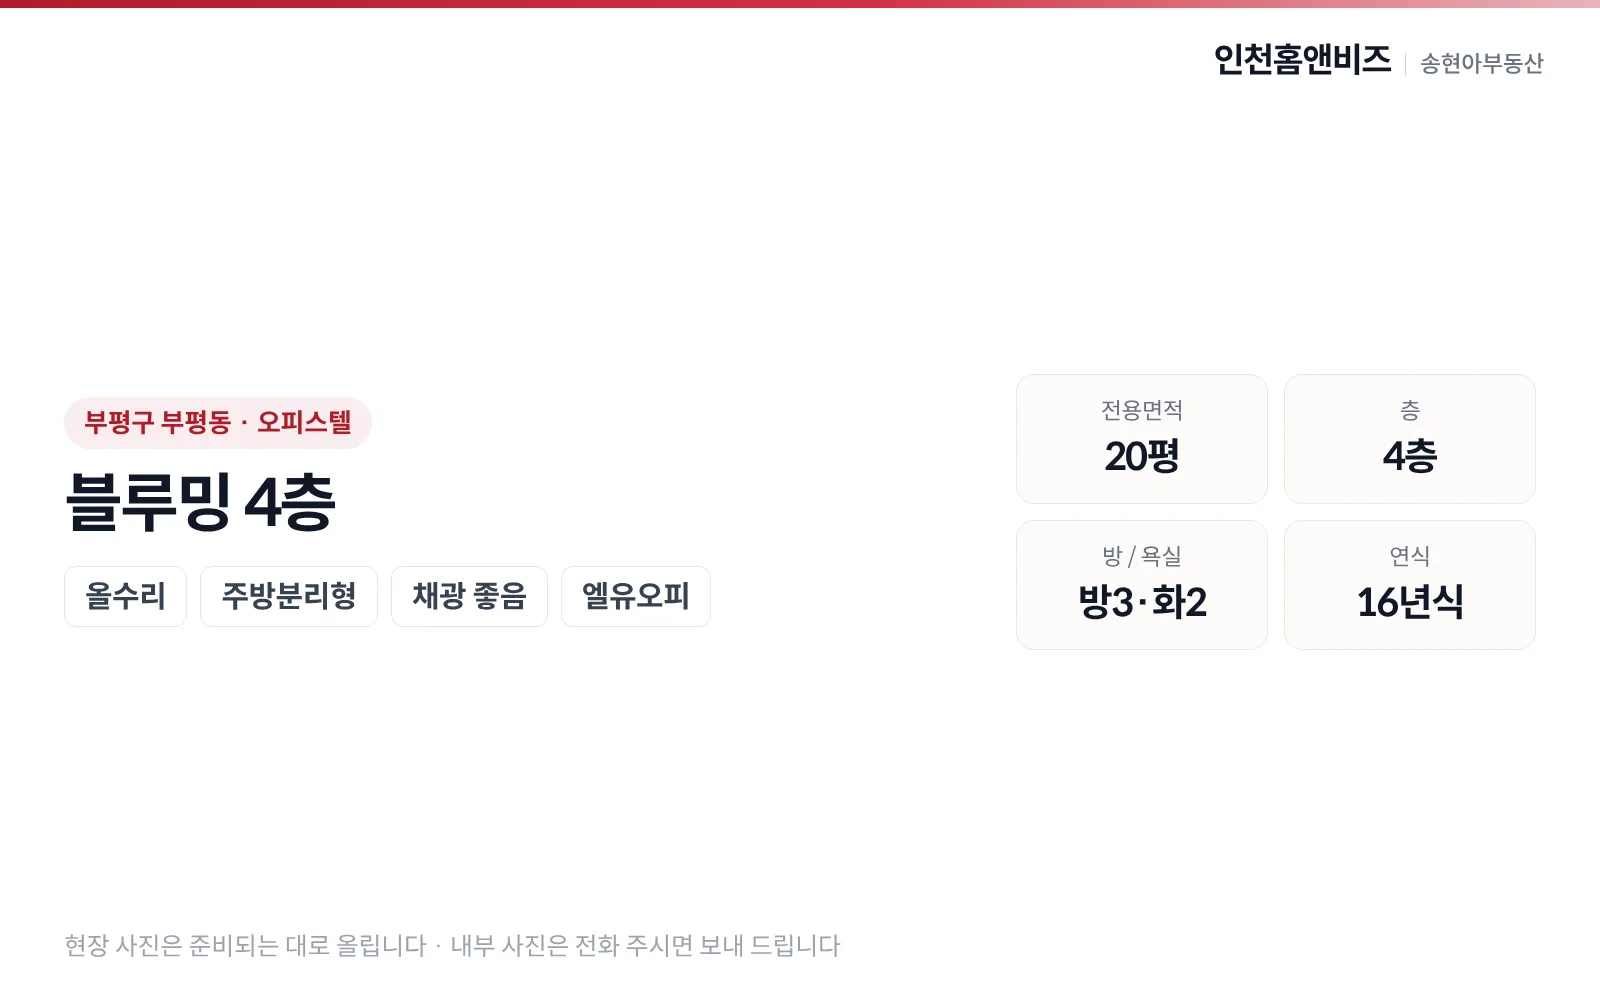 인천홈앤비즈 송현아부동산
부평구 부평동 · 오피스텔
블루밍 4층
올수리 주방분리형 채광 좋음 엘유오피
전용면적
20평
층
4층
방 / 욕실
방3·화2
연식
16년식
현장 사진은 준비되는 대로 올립니다 · 내부 사진은 전화 주시면 보내 드립니다